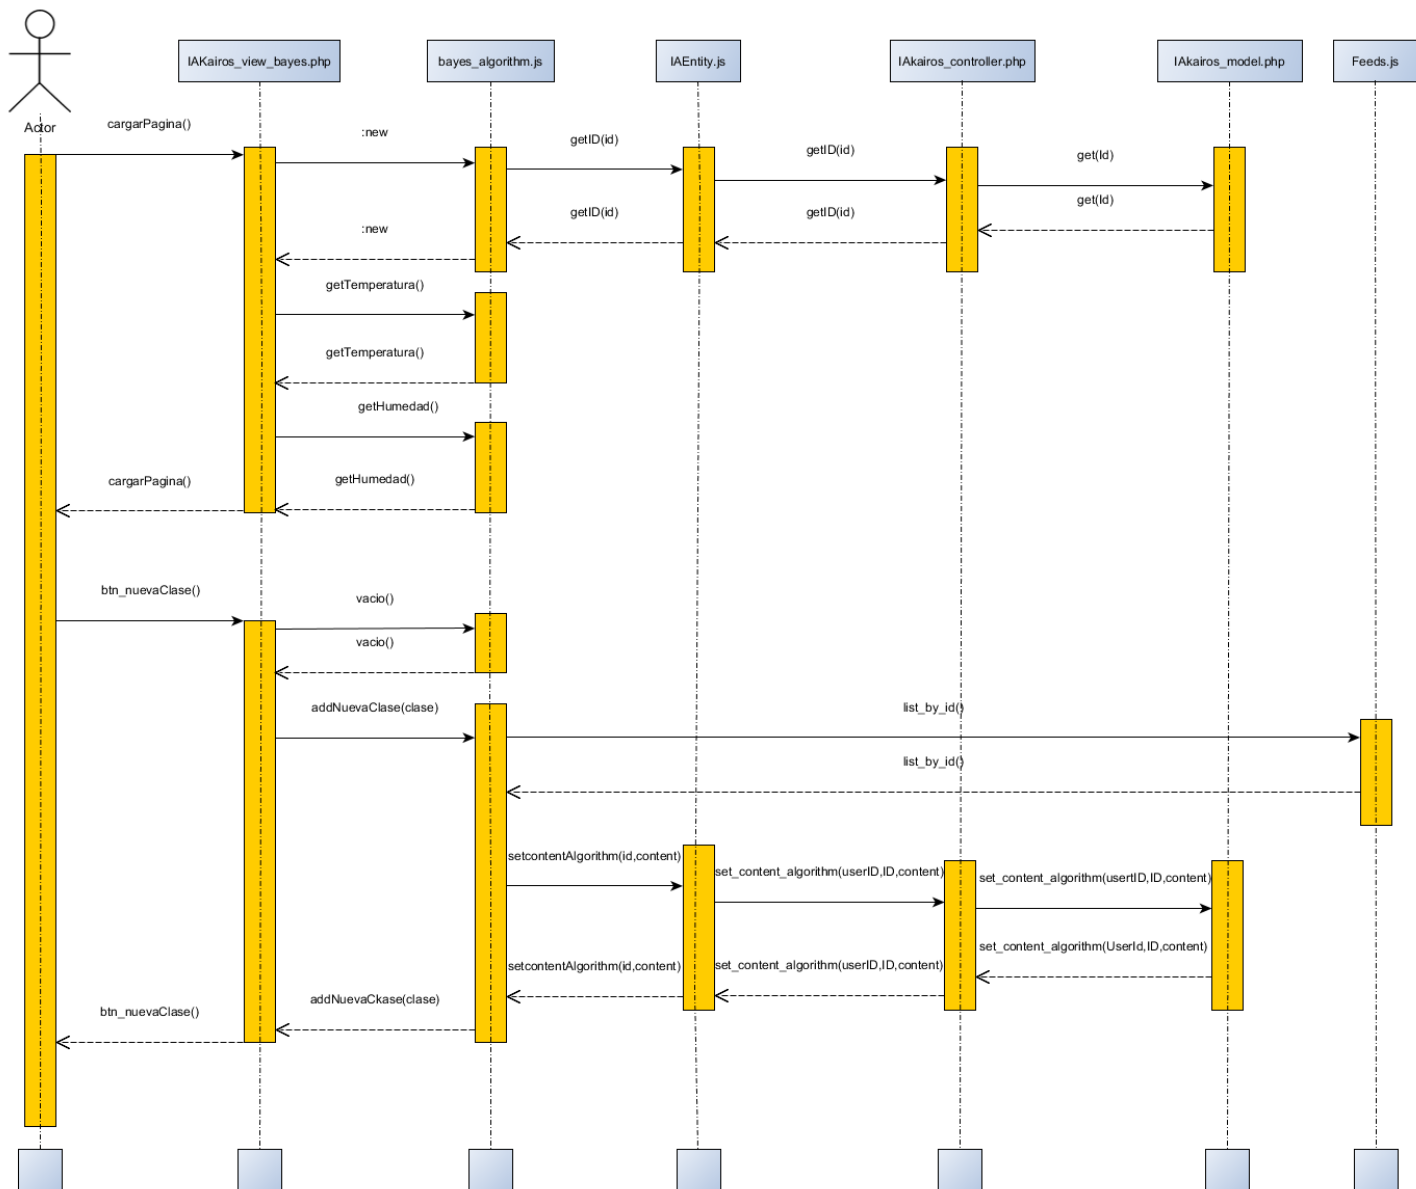 IAKairos_view_bayes.php
bayes_algorithm.js
IAEntity.js
IAkairos_controller.php
IAkairos_model.php
Feeds.js
Actor
cargarPagina()
:new
getID(id)
getID(id)
get(Id)
get(Id)
getID(id)
getID(id)
:new
getTemperatura()
getTemperatura()
getHumedad()
getHumedad()
cargarPagina()
btn_nuevaClase()
vacio()
vacio()
addNuevaClase(clase)
list_by_id()
list_by_id()
setcontentAlgorithm(id,content)
set_content_algorithm(userID,ID,content)
set_content_algorithm(usertID,ID,content)
set_content_algorithm(UserId,ID,content)
set_content_algorithm(userID,ID,content)
setcontentAlgorithm(id,content)
addNuevaCkase(clase)
btn_nuevaClase()